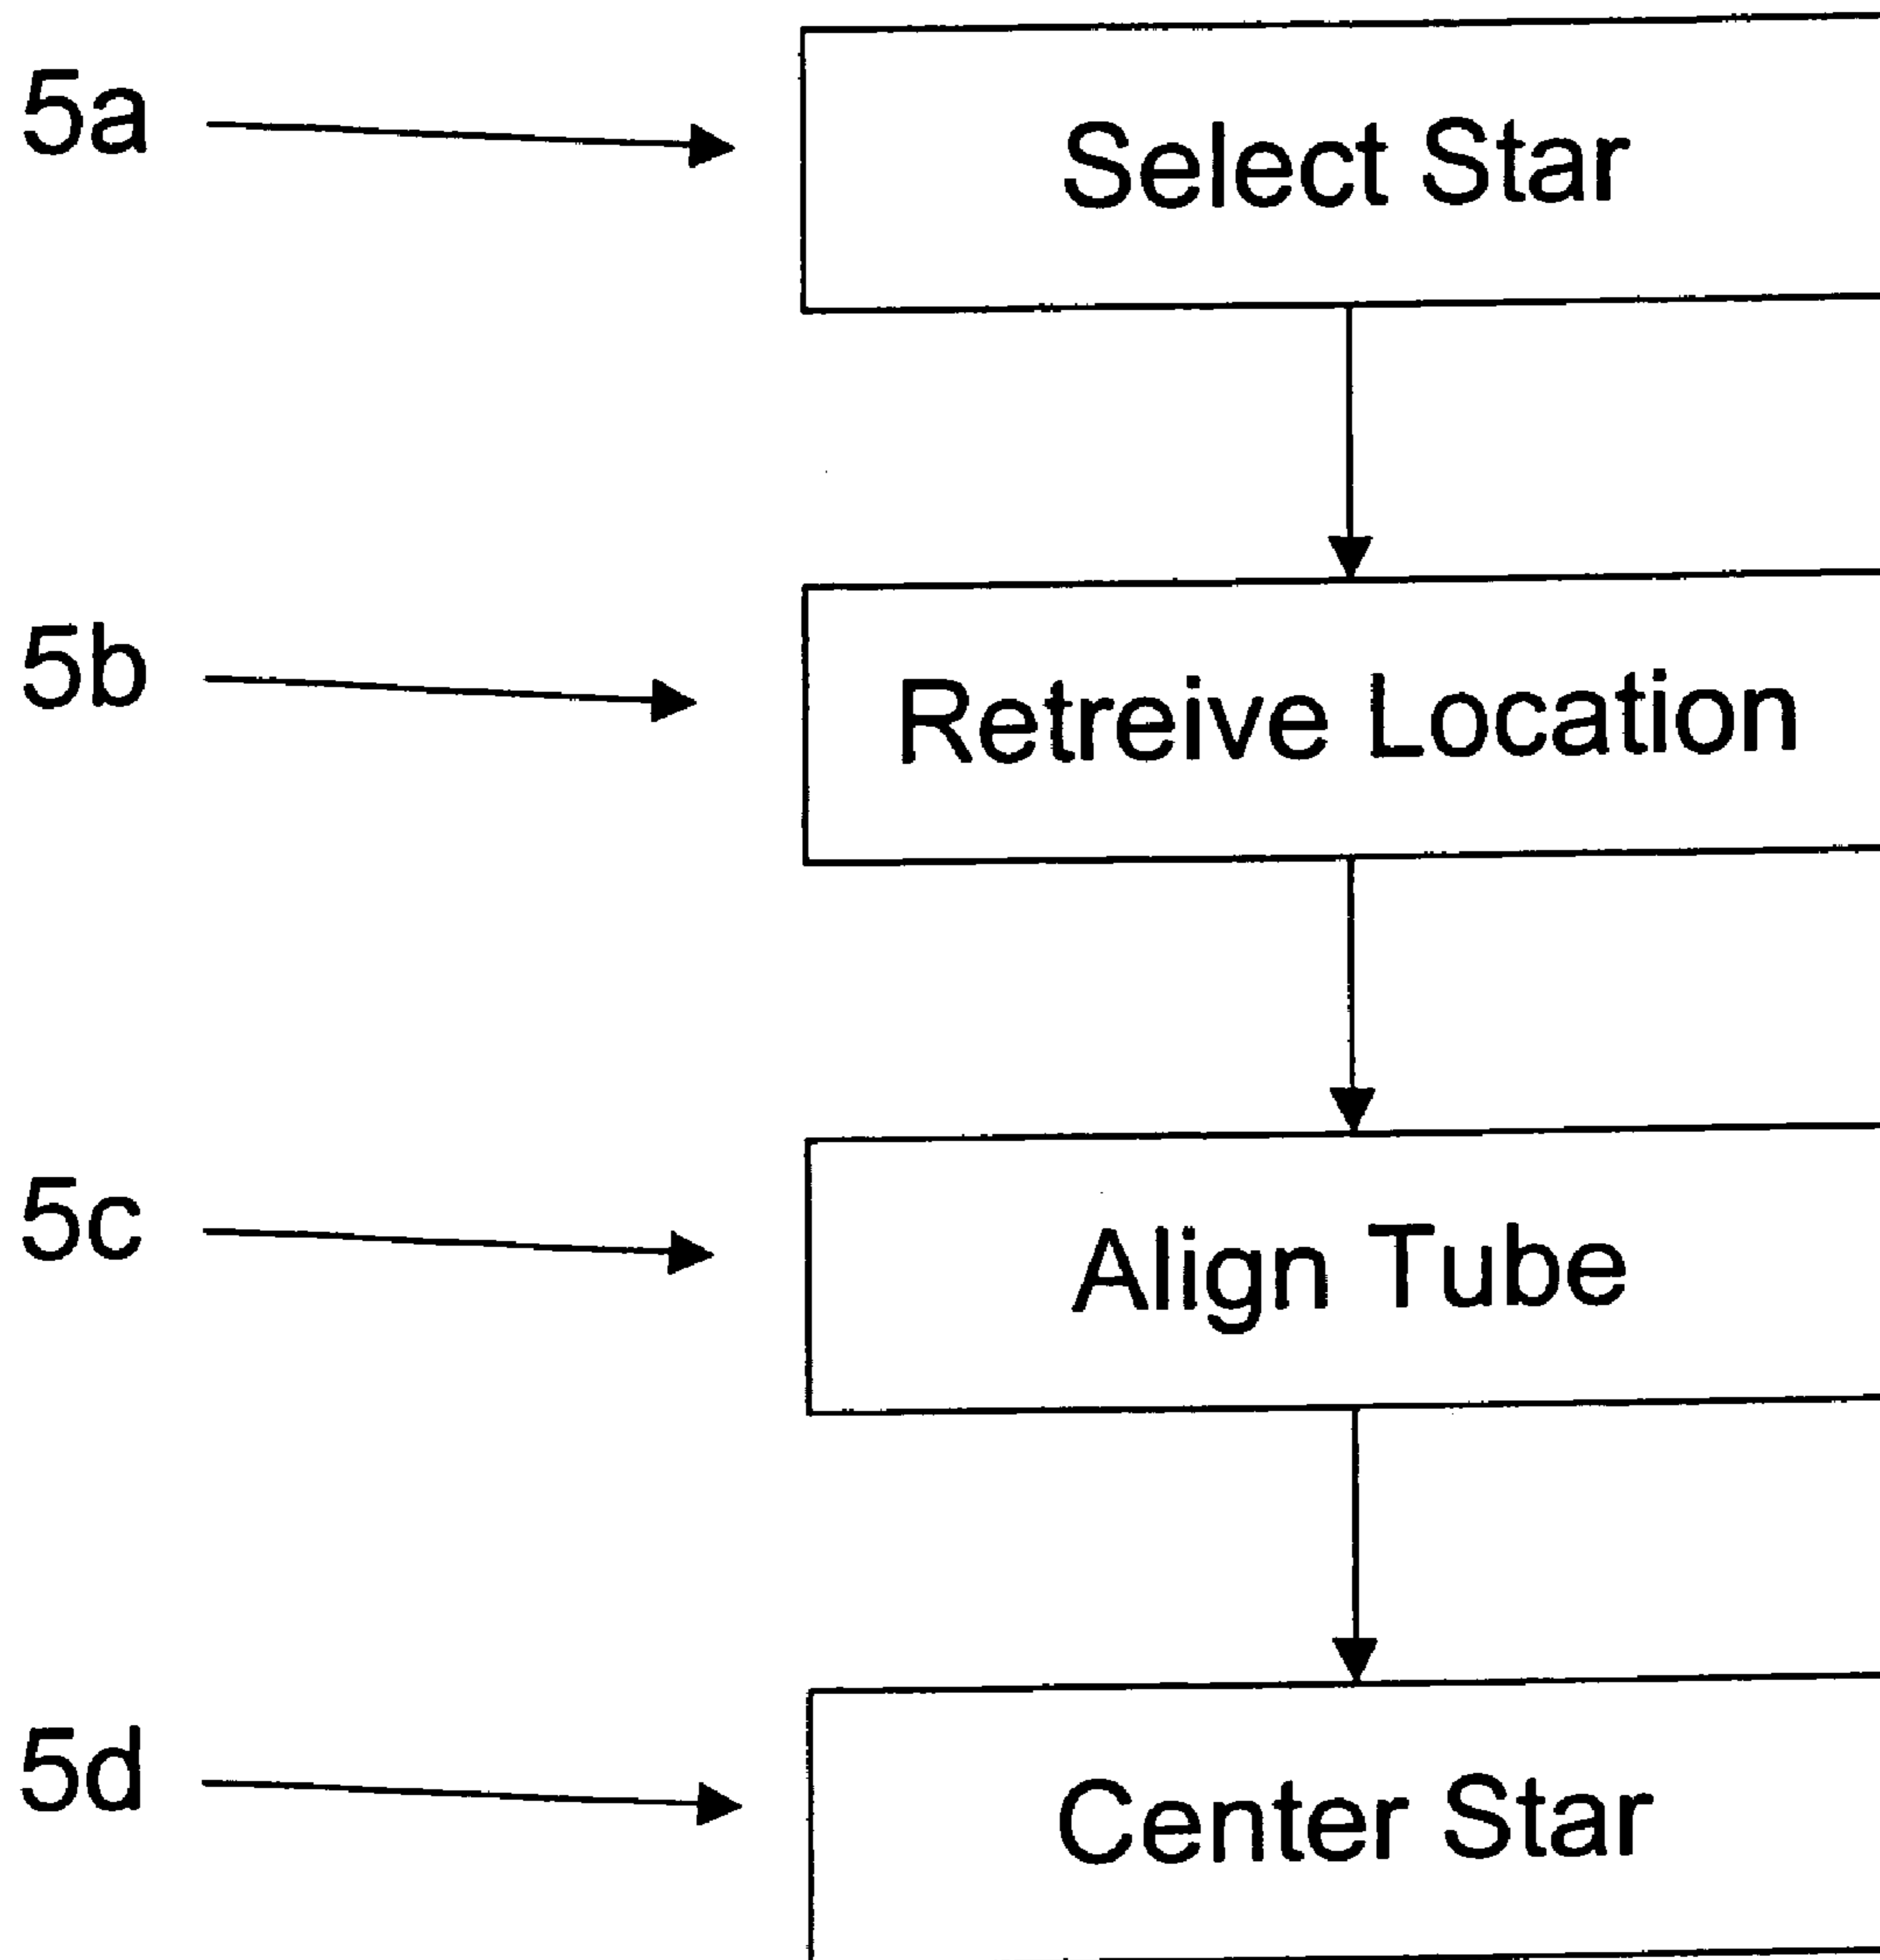 5a
Select Star
5b
Retreive Location
5c
Align Tube
5d
Center Star